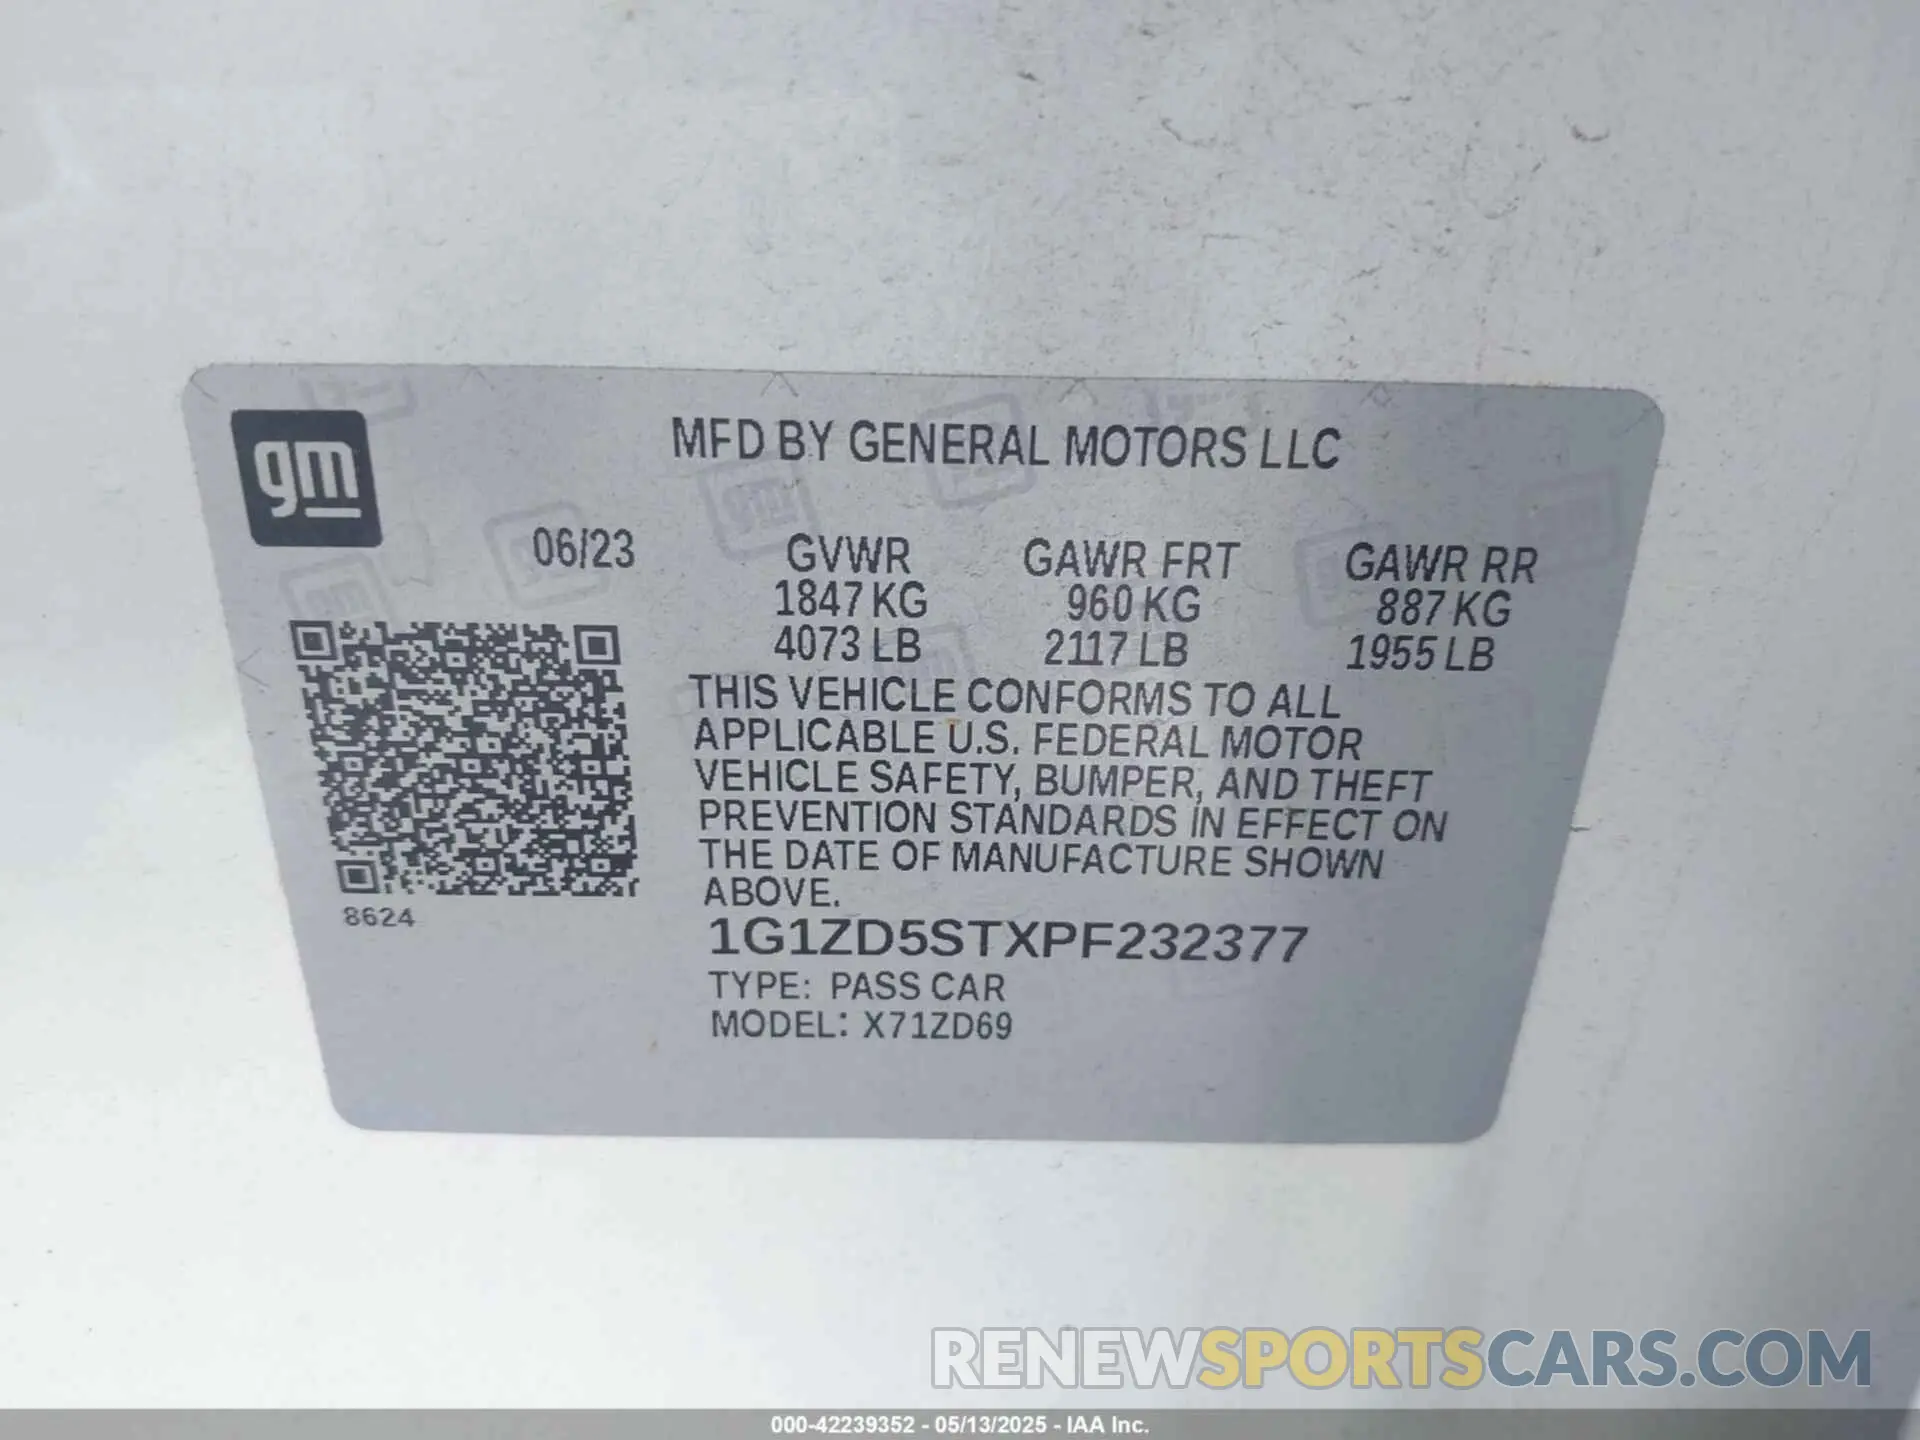 gm
MFD BY GENERAL MOTORS LLC
06/23 GVWR GAWR FRT GAWR RR
1847 KG 960 KG 887 KG
4073 LB 2117 LB 1955 LB
THIS VEHICLE CONFORMS TO ALL
APPLICABLE U.S. FEDERAL MOTOR
VEHICLE SAFETY, BUMPER, AND THEFT
PREVENTION STANDARDS IN EFFECT ON
THE DATE OF MANUFACTURE SHOWN
ABOVE.
8624
1G1ZD5STXPF232377
TYPE: PASS CAR
MODEL: X71ZD69
RENEWSPORTSCARS.COM
000-42239352 - 05/13/2025 - IAA Inc.